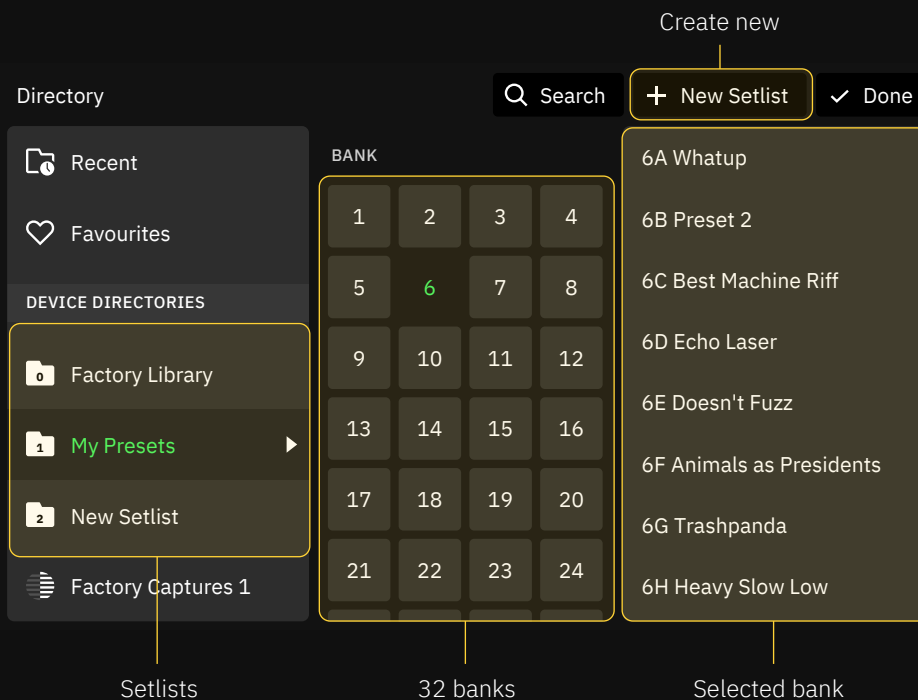 Create new
Directory
Search
New Setlist
Done
Recent
Favourites
DEVICE DIRECTORIES
0 Factory Library
1 My Presets
2 New Setlist
Factory Captures 1
BANK
1 2 3 4
5 6 7 8
9 10 11 12
13 14 15 16
17 18 19 20
21 22 23 24
6A Whatup
6B Preset 2
6C Best Machine Riff
6D Echo Laser
6E Doesn't Fuzz
6F Animals as Presidents
6G Trashpanda
6H Heavy Slow Low
Setlists
32 banks
Selected bank